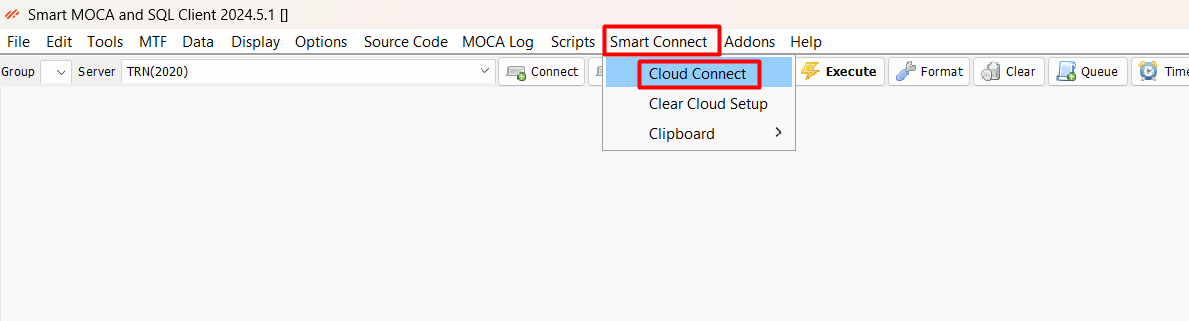 Smart MOCA and SQL Client 2024.5.1 []
File Edit Tools MTF Data Display Options Source Code MOCA Log Scripts Smart Connect Addons Help
Group Server TRN(2020) Connect Execute Format Clear Queue Time
Cloud Connect
Clear Cloud Setup
Clipboard